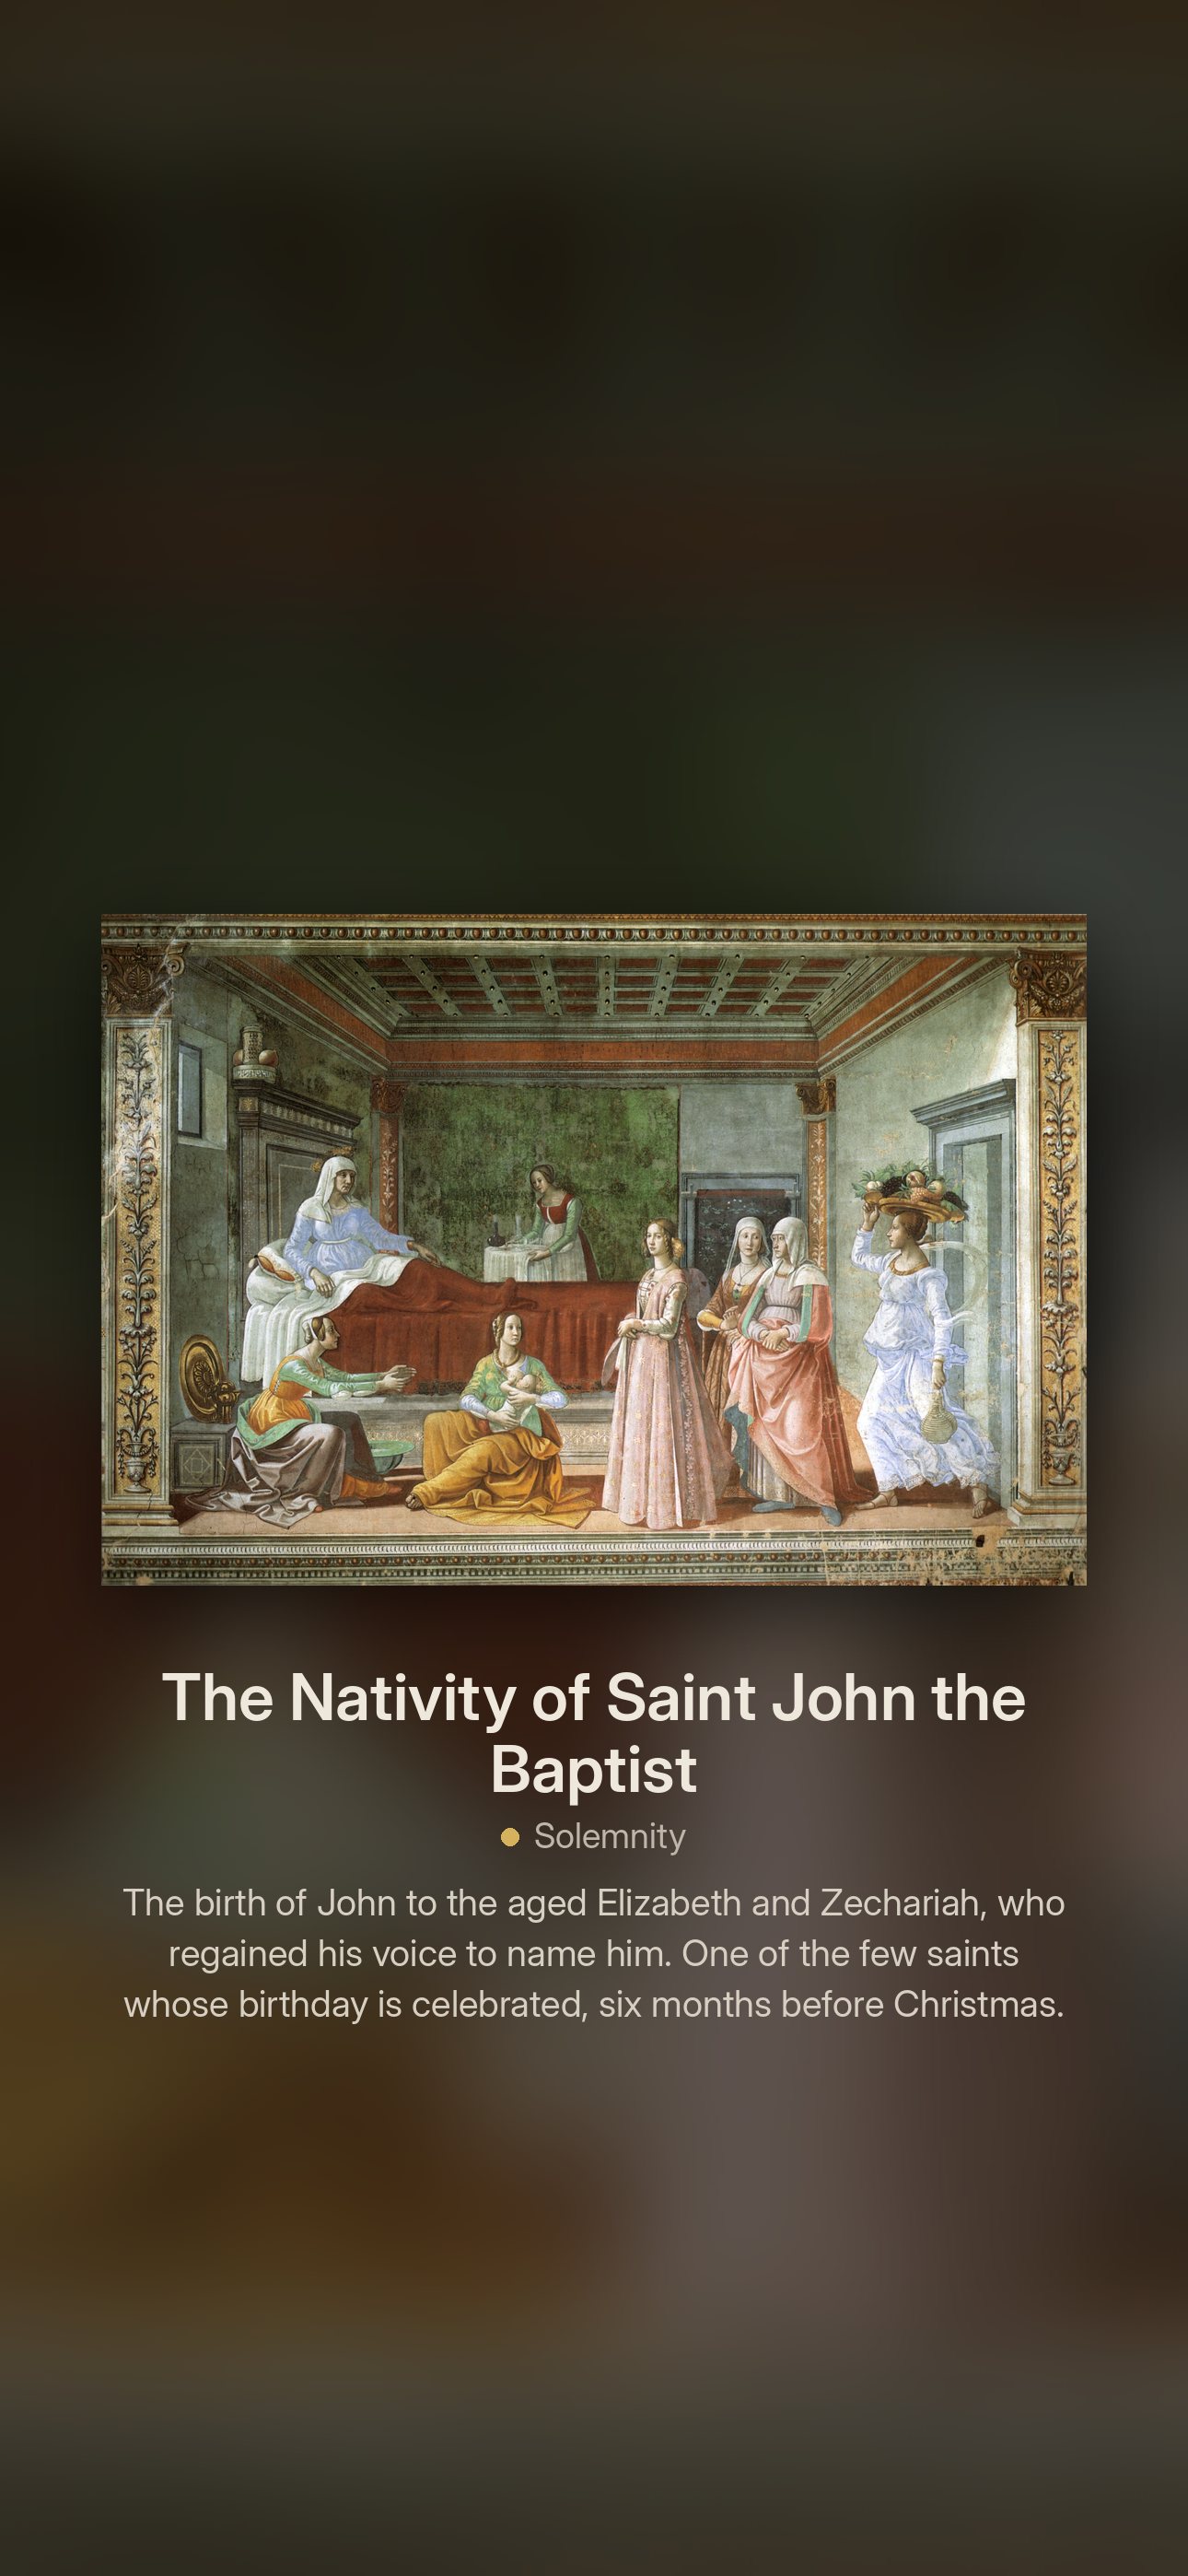 The Nativity of Saint John the
Baptist
Solemnity
The birth of John to the aged Elizabeth and Zechariah, who
regained his voice to name him. One of the few saints
whose birthday is celebrated, six months before Christmas.